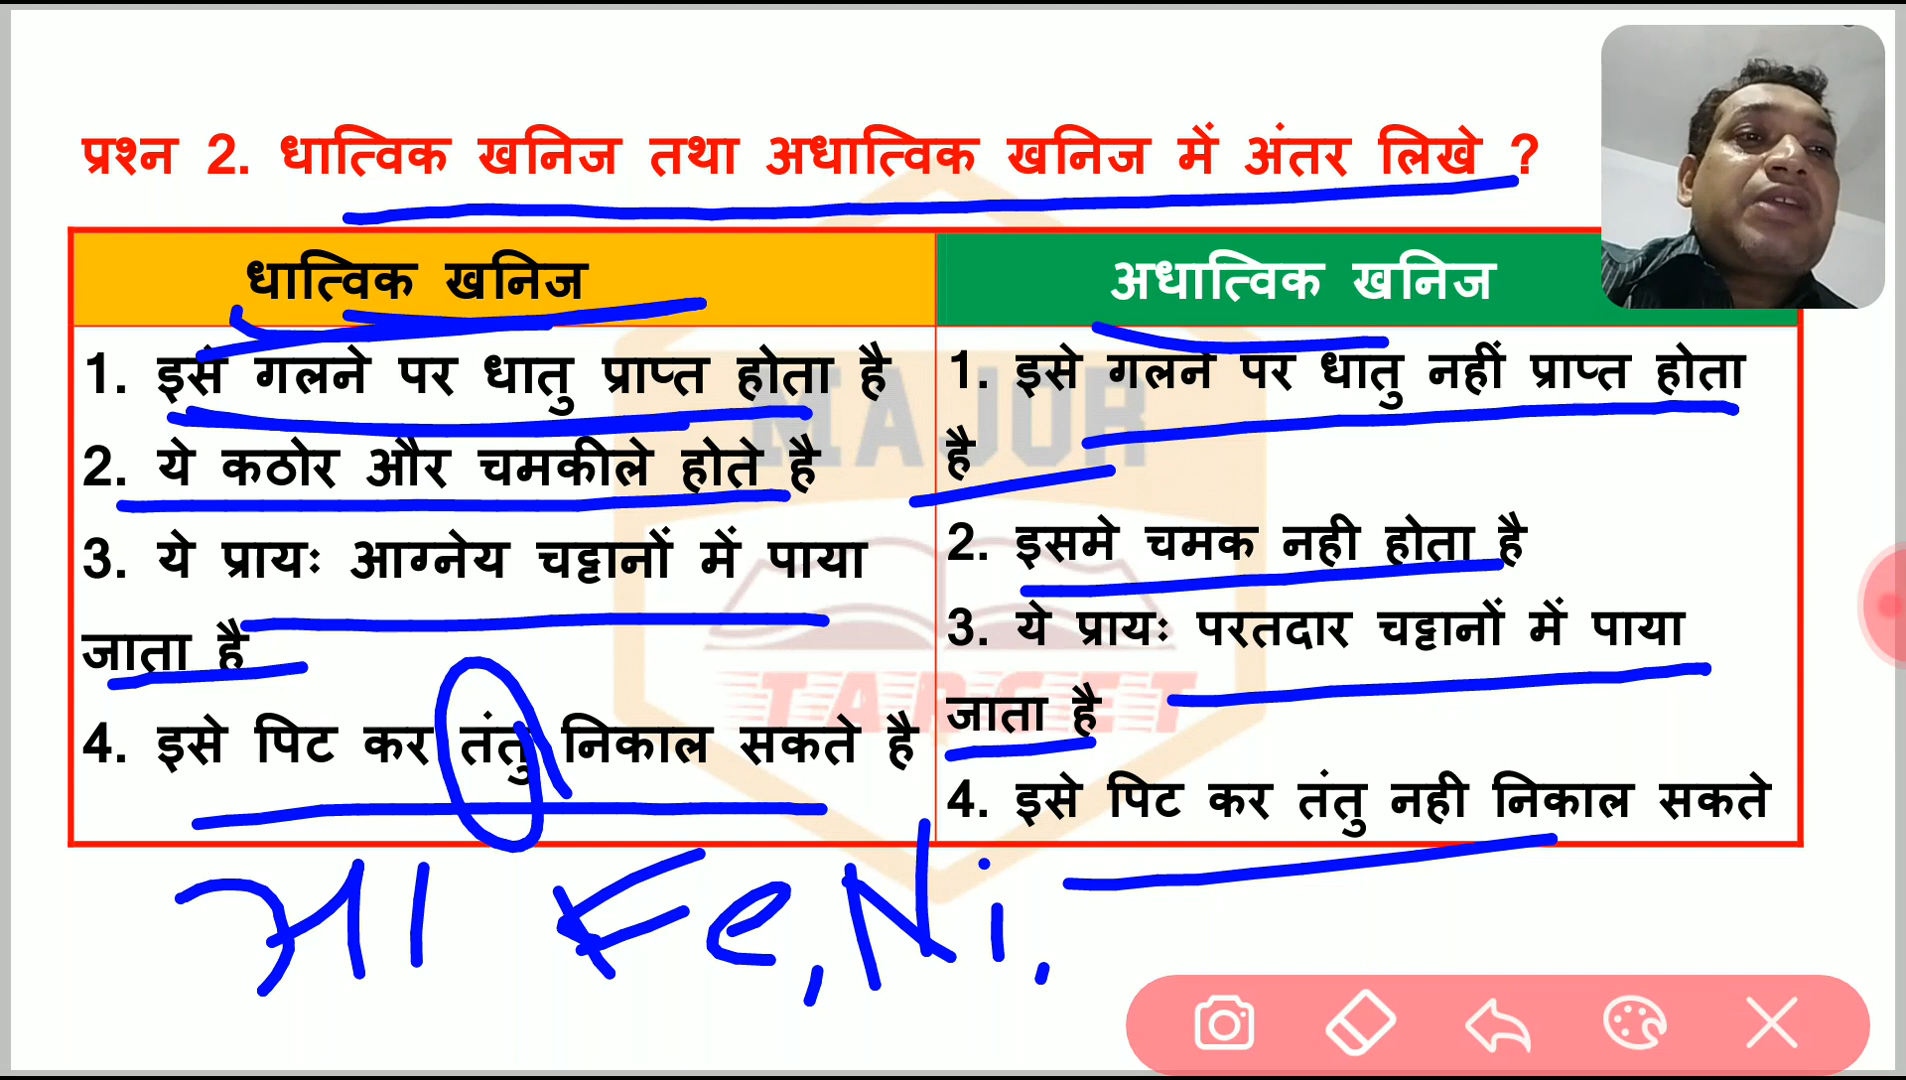 प्रश्न 2. धात्विक खनिज तथा अधात्विक खनिज में अंतर लिखे ?
धात्विक खनिज
1. इसे गलने पर धातु प्राप्त होता है
2. ये कठोर और चमकीले होते है
3. ये प्रायः आग्नेय चट्टानों में पाया
जाता है
4. इसे पिट कर तंतु निकाल सकते है
अधात्विक खनिज
1. इसे गलने पर धातु नहीं प्राप्त होता
है
2. इसमे चमक नही होता है
3. ये प्रायः परतदार चट्टानों में पाया
जाता है
4. इसे पिट कर तंतु नही निकाल सकते
MAJOR
TARGET
Fe, Ni,